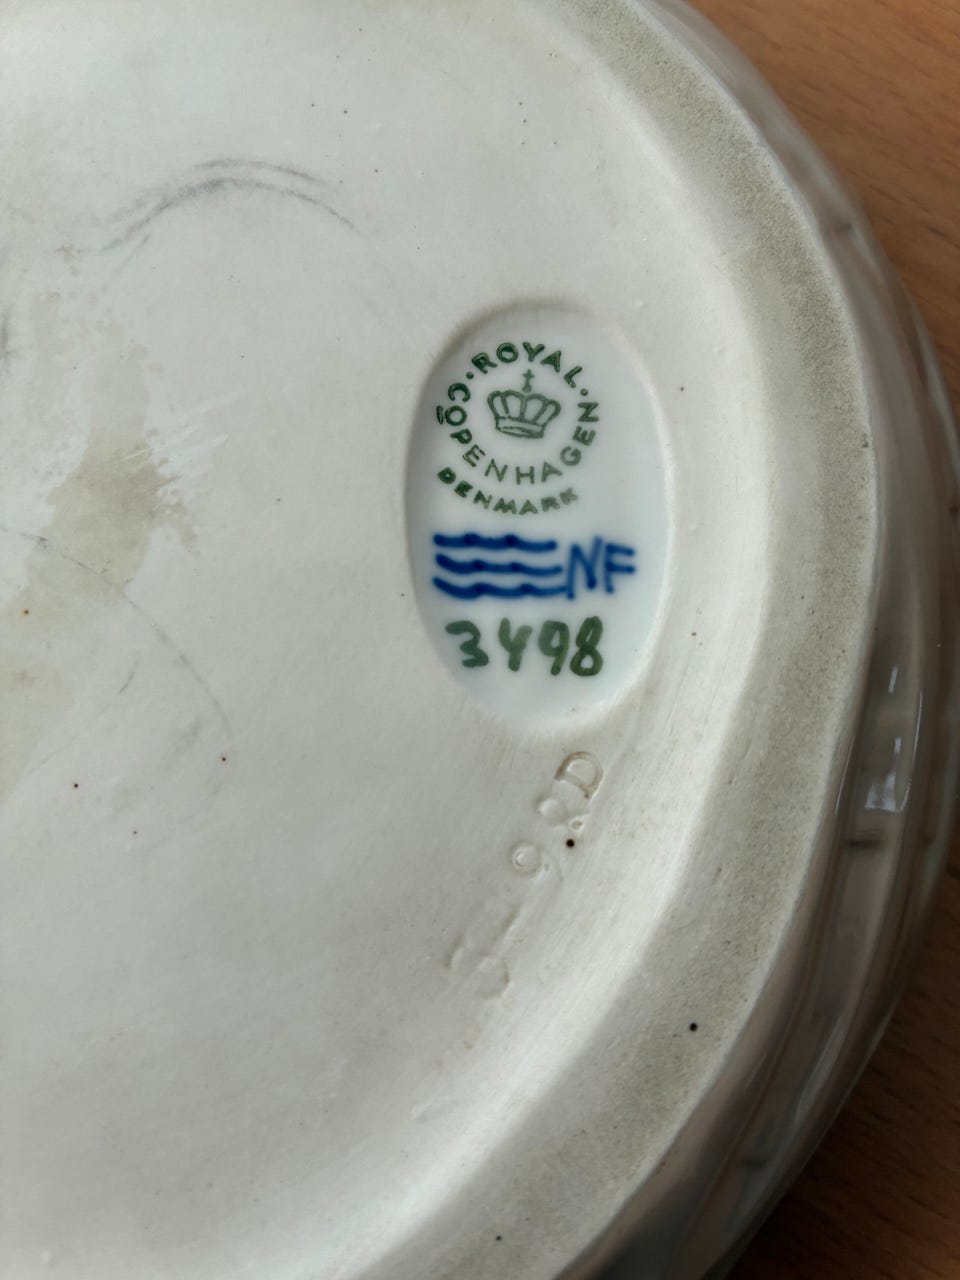 ROYAL
COPENHAGEN
DENMARK
NF
3498